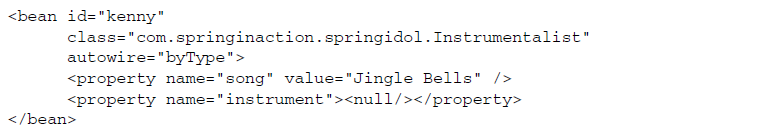 <bean id="kenny"
      class="com.springinaction.springidol.Instrumentalist"
      autowire="byType">
      <property name="song" value="Jingle Bells" />
      <property name="instrument"><null/></property>
</bean>